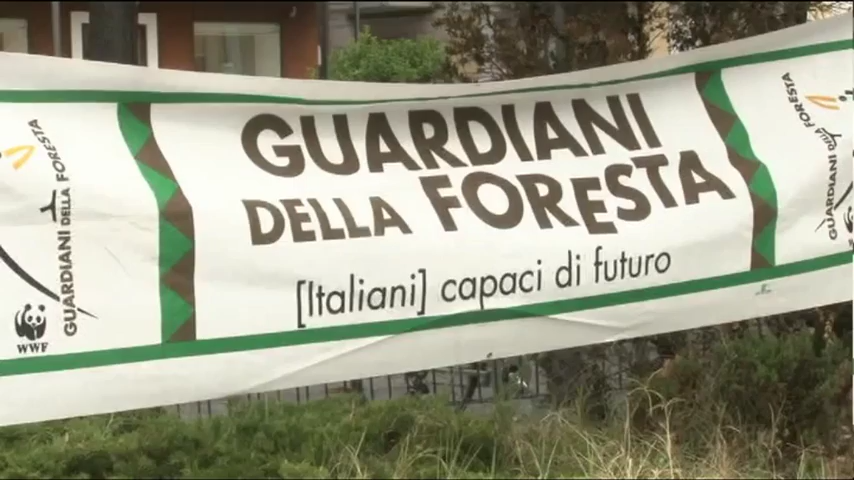 GUARDIANI
DELLA FORESTA
[Italiani] capaci di futuro
GUARDIANI DELLA FORESTA
WWF
GUARDIANI DELLA FORESTA